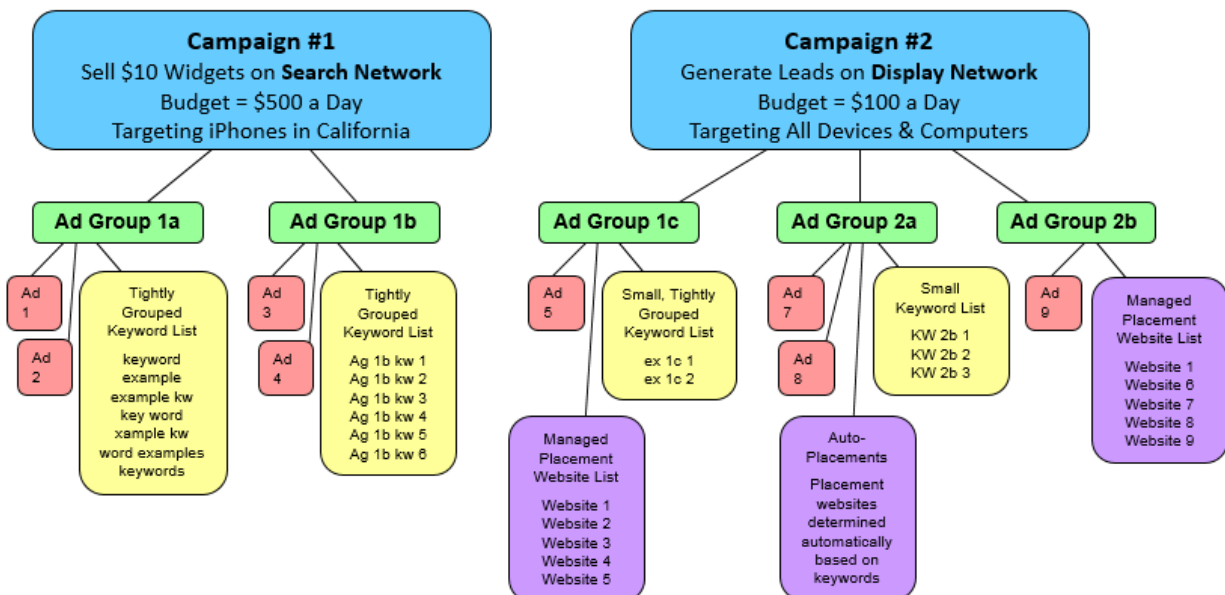 Campaign #1
Sell $10 Widgets on Search Network
Budget = $500 a Day
Targeting iPhones in California
Campaign #2
Generate Leads on Display Network
Budget = $100 a Day
Targeting All Devices & Computers
Ad Group 1a
Ad Group 1b
Ad Group 1c
Ad Group 2a
Ad Group 2b
Ad
1
Ad
2
Tightly
Grouped
Keyword List
keyword
example
example kw
key word
xample kw
word examples
keywords
Ad
3
Ad
4
Tightly
Grouped
Keyword List
Ag 1b kw 1
Ag 1b kw 2
Ag 1b kw 3
Ag 1b kw 4
Ag 1b kw 5
Ag 1b kw 6
Ad
5
Managed
Placement
Website List
Website 1
Website 2
Website 3
Website 4
Website 5
Small, Tightly
Grouped
Keyword List
ex 1c 1
ex 1c 2
Ad
7
Ad
8
Auto-
Placements
Placement
websites
determined
automatically
based on
keywords
Small
Keyword List
KW 2b 1
KW 2b 2
KW 2b 3
Ad
9
Managed
Placement
Website List
Website 1
Website 6
Website 7
Website 8
Website 9